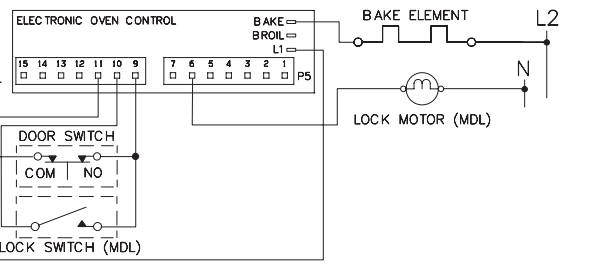 ELECTRONIC OVEN CONTROL
BAKE
BROIL
L1
BAKE ELEMENT
L2
15 14 13 12 11 10 9
7 6 5 4 3 2 1
P5
N
LOCK MOTOR (MDL)
DOOR SWITCH
COM NO
LOCK SWITCH (MDL)